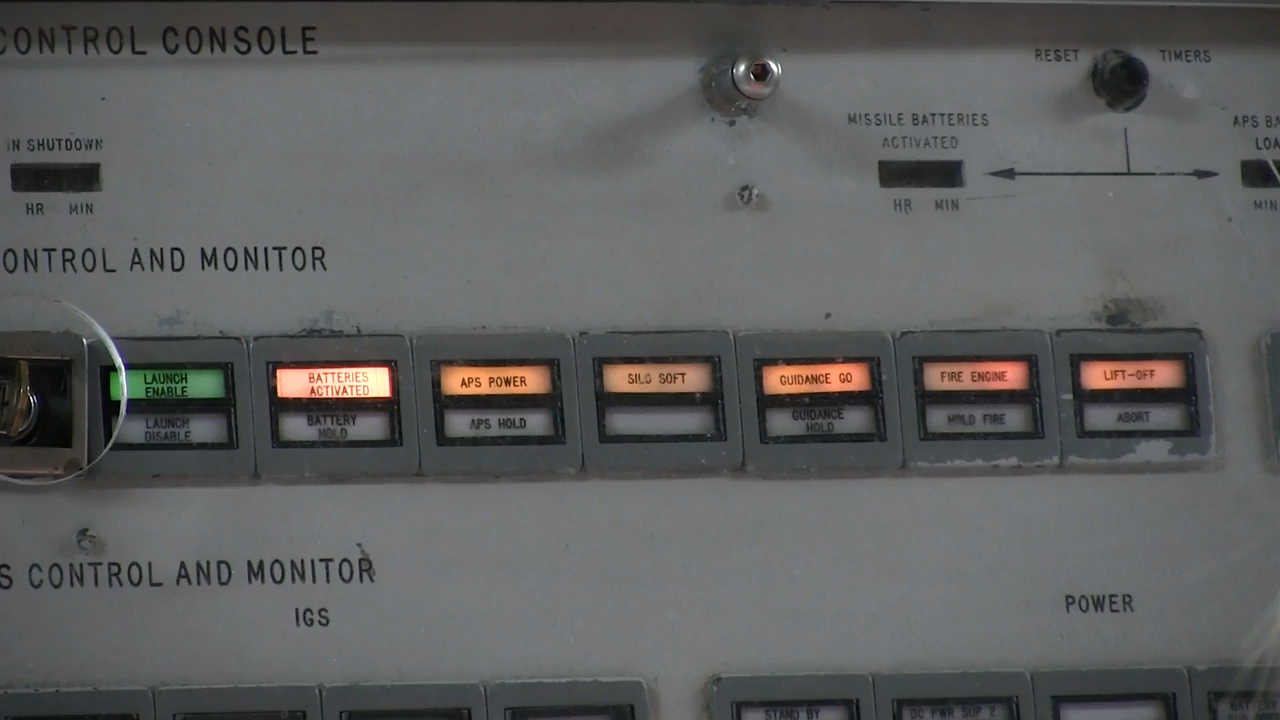 CONTROL CONSOLE
RESET TIMERS
MISSILE BATTERIES
ACTIVATED
APS
IN SHUTDOWN
HR MIN
HR MIN
MIN
ONTROL AND MONITOR
LAUNCH
ENABLE
LAUNCH
DISABLE
BATTERIES
ACTIVATED
BATTERY
HOLD
APS POWER
APS HOLD
SILO SOFT
GUIDANCE GO
GUIDANCE
HOLD
FIRE ENGINE
HOLD FIRE
LIFT-OFF
ABORT
S CONTROL AND MONITOR
IGS
POWER
STAND BY
DC PWR SUP 2